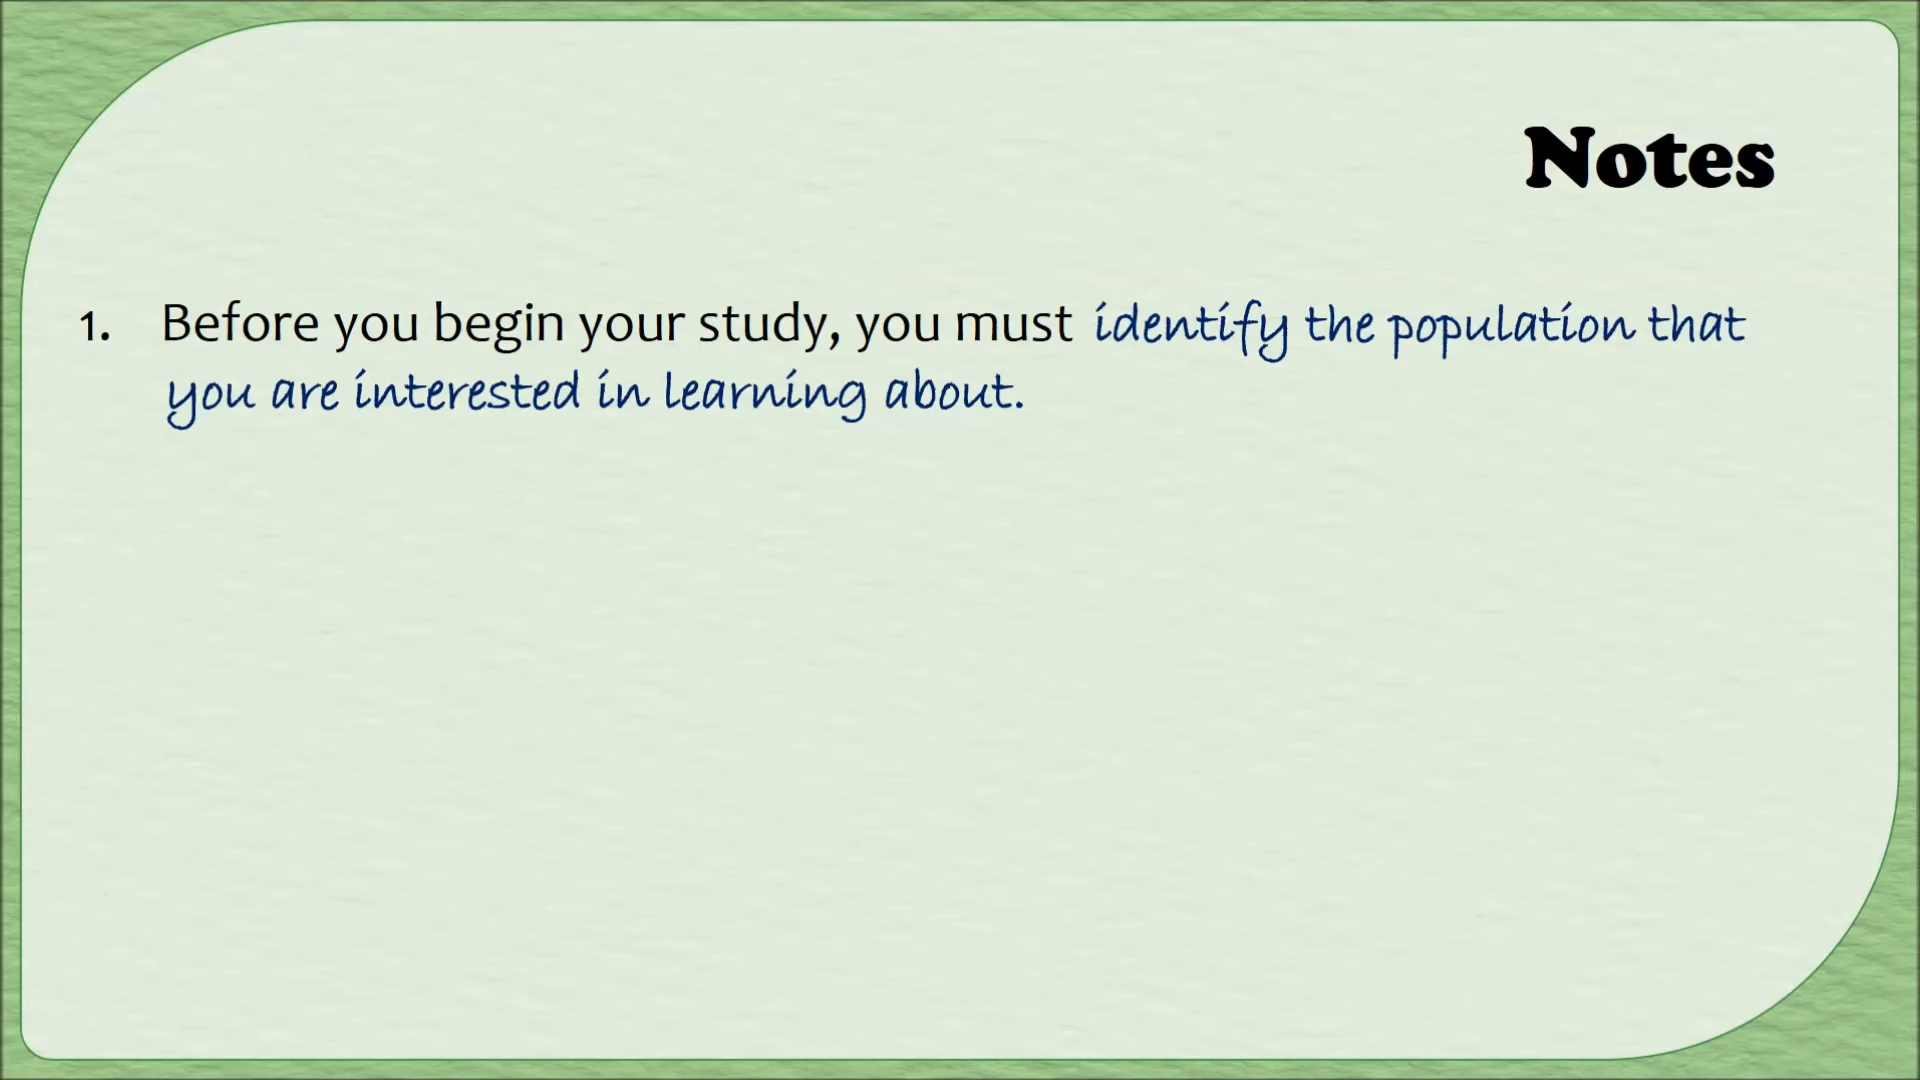 Notes
1. Before you begin your study, you must identify the population that
you are interested in learning about.